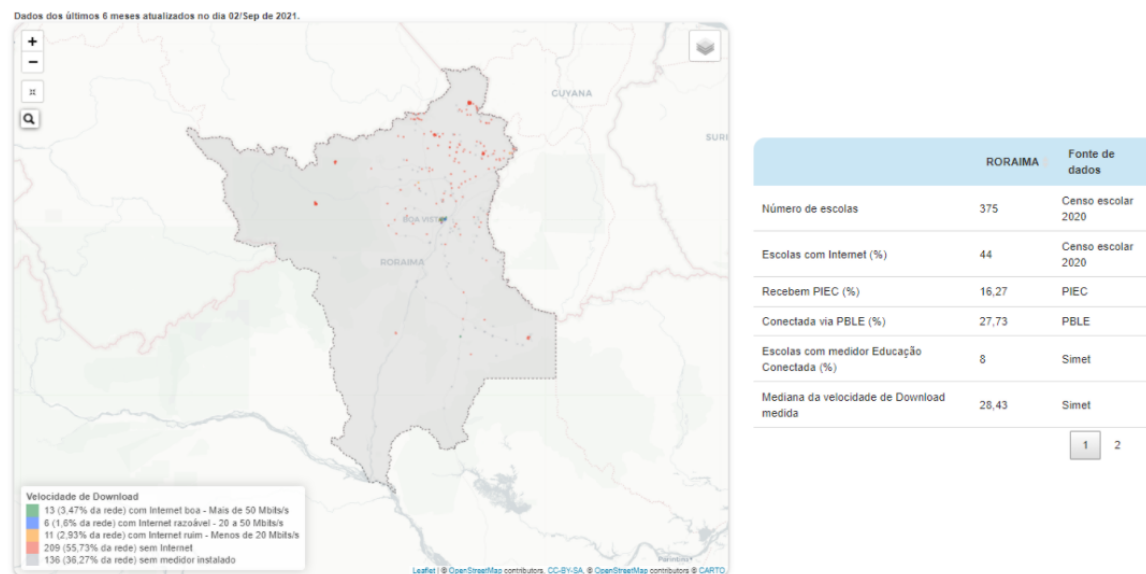 Dados dos últimos 6 meses atualizados no dia 02/Sep de 2021.
+
−
GUYANA
SURI
BOA VISTA
RORAIMA
Velocidade de Download
13 (3,47% da rede) com Internet boa - Mais de 50 Mbits/s
6 (1,6% da rede) com Internet razoável - 20 a 50 Mbits/s
11 (2,93% da rede) com Internet ruim - Menos de 20 Mbits/s
209 (55,73% da rede) sem Internet
136 (36,27% da rede) sem medidor instalado
Leaflet | © OpenStreetMap contributors, CC-BY-SA, © OpenStreetMap contributors © CARTO
RORAIMA Fonte de
dados
Número de escolas 375 Censo escolar
2020
Escolas com Internet (%) 44 Censo escolar
2020
Recebem PIEC (%) 16,27 PIEC
Conectada via PBLE (%) 27,73 PBLE
Escolas com medidor Educação
Conectada (%) 8 Simet
Mediana da velocidade de Download
medida 28,43 Simet
1 2